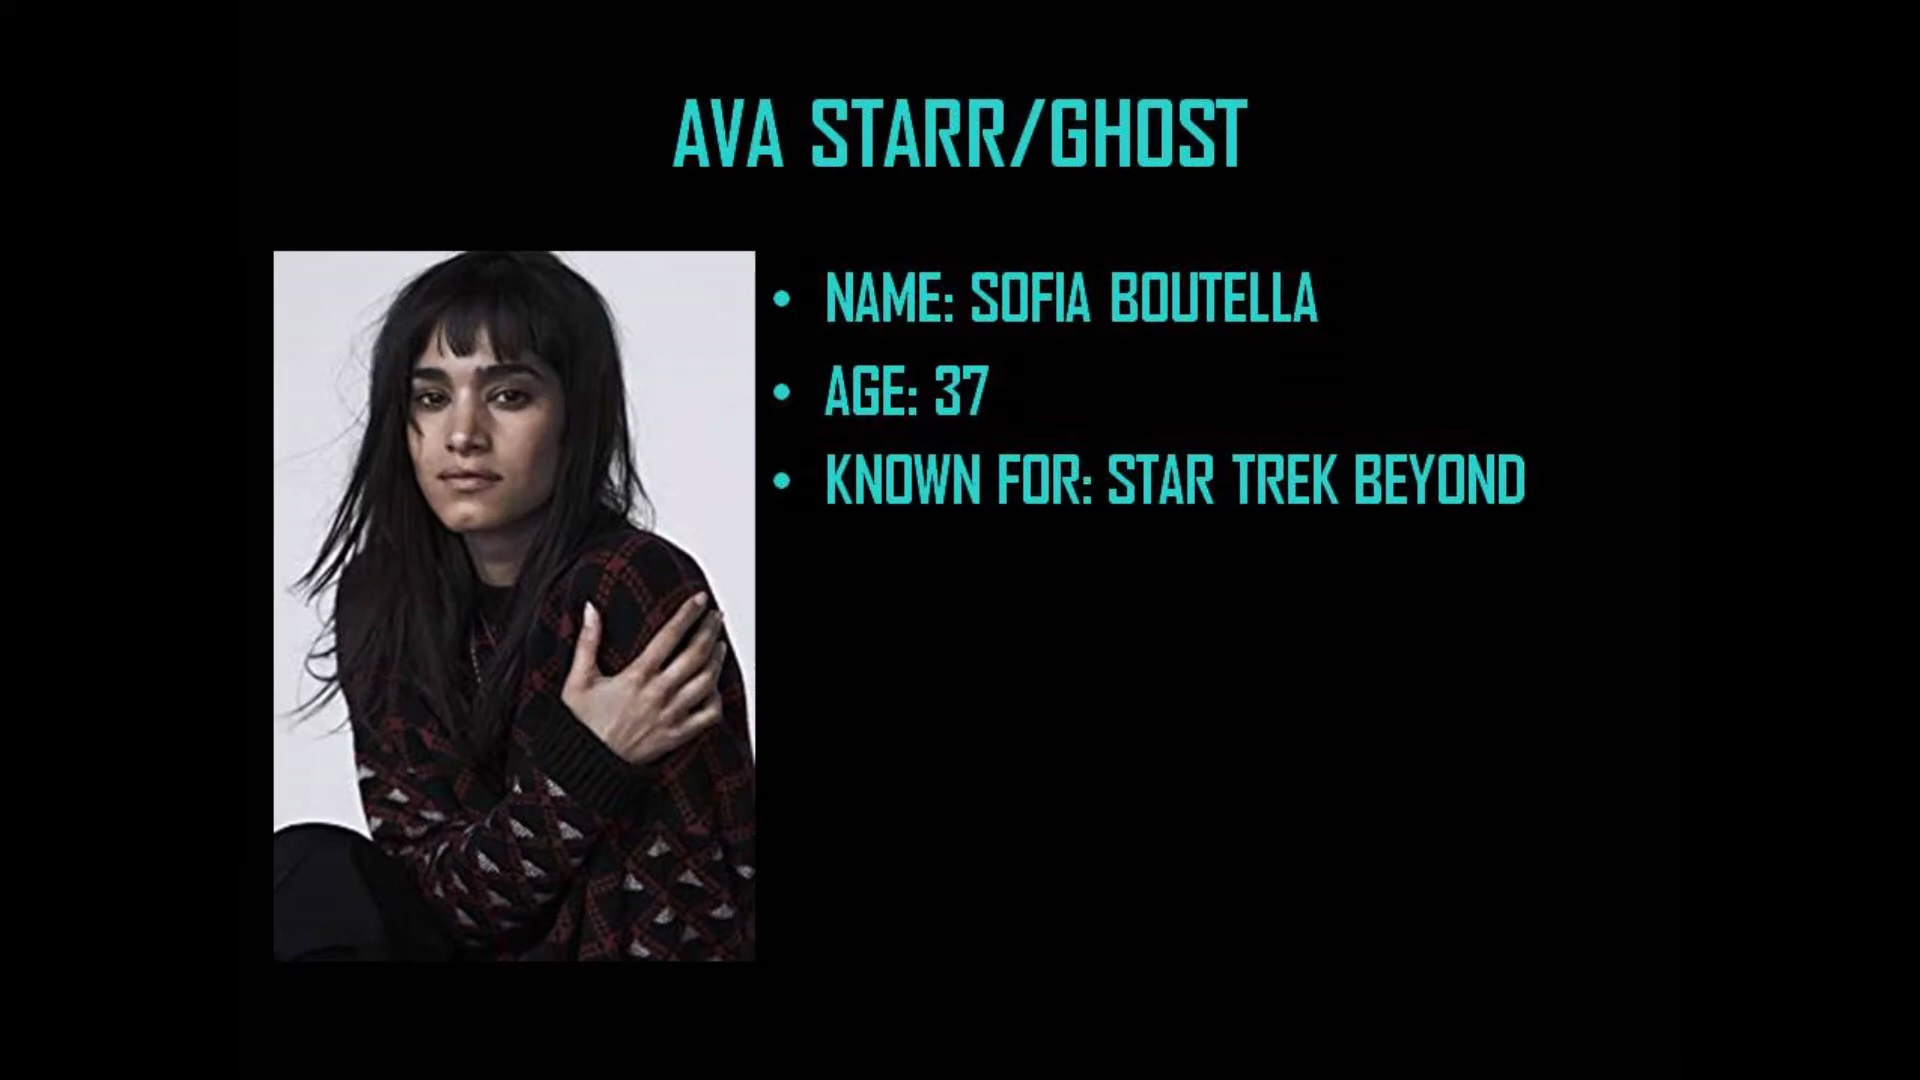 AVA STARR/GHOST
• NAME: SOFIA BOUTELLA
• AGE: 37
• KNOWN FOR: STAR TREK BEYOND